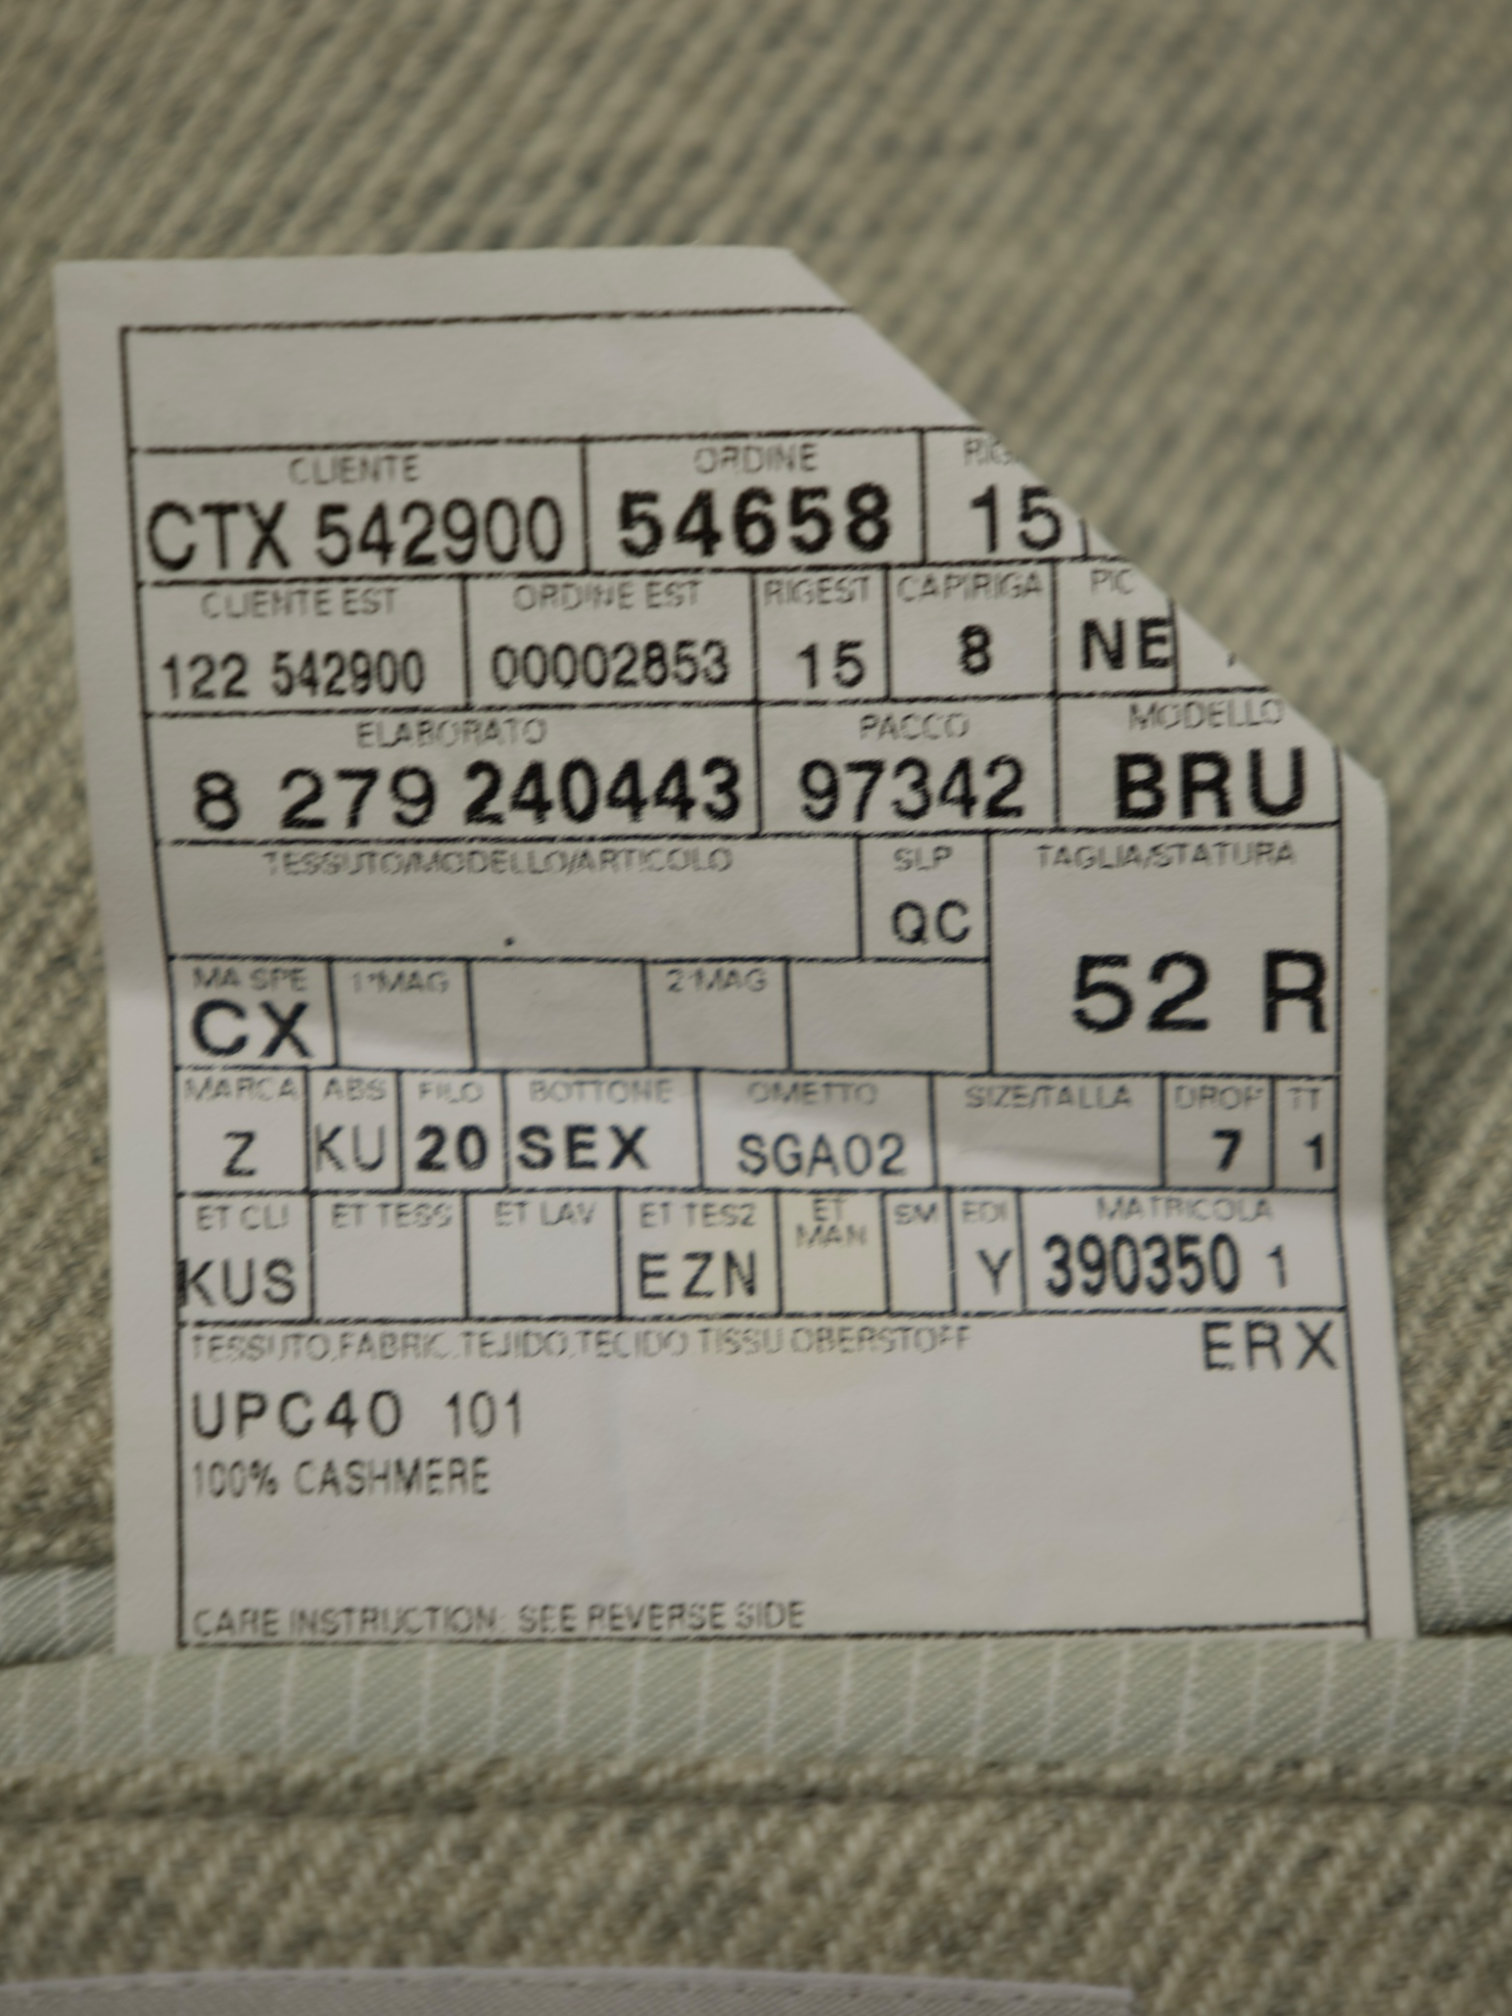 CLIENTE ORDINE
CTX 542900 54658 15
CLIENTE EST ORDINE EST RIGEST CAP/RIGA PIC
122 542900 00002853 15 8 NE
ELABORATO PACCO MODELLO
8 279 240443 97342 BRU
TESSUTO/MODELLO/ARTICOLO SLP TAGLIA/STATURA
QC
52 R
MA SPE 1°MAG 2°MAG
CX
MARCA ABS FILO BOTTONE OMETTO SIZE/TALLA DROP TT
Z KU 20 SEX SGA02 7 1
ET CLI ET TESS ET LAV ET TES2 ET MAN SM EDI MATRICOLA
KUS EZN Y 390350 1
TESSUTO,FABRIC,TEJIDO,TECIDO,TISSU,OBERSTOFF ERX
UPC40 101
100% CASHMERE
CARE INSTRUCTION: SEE REVERSE SIDE